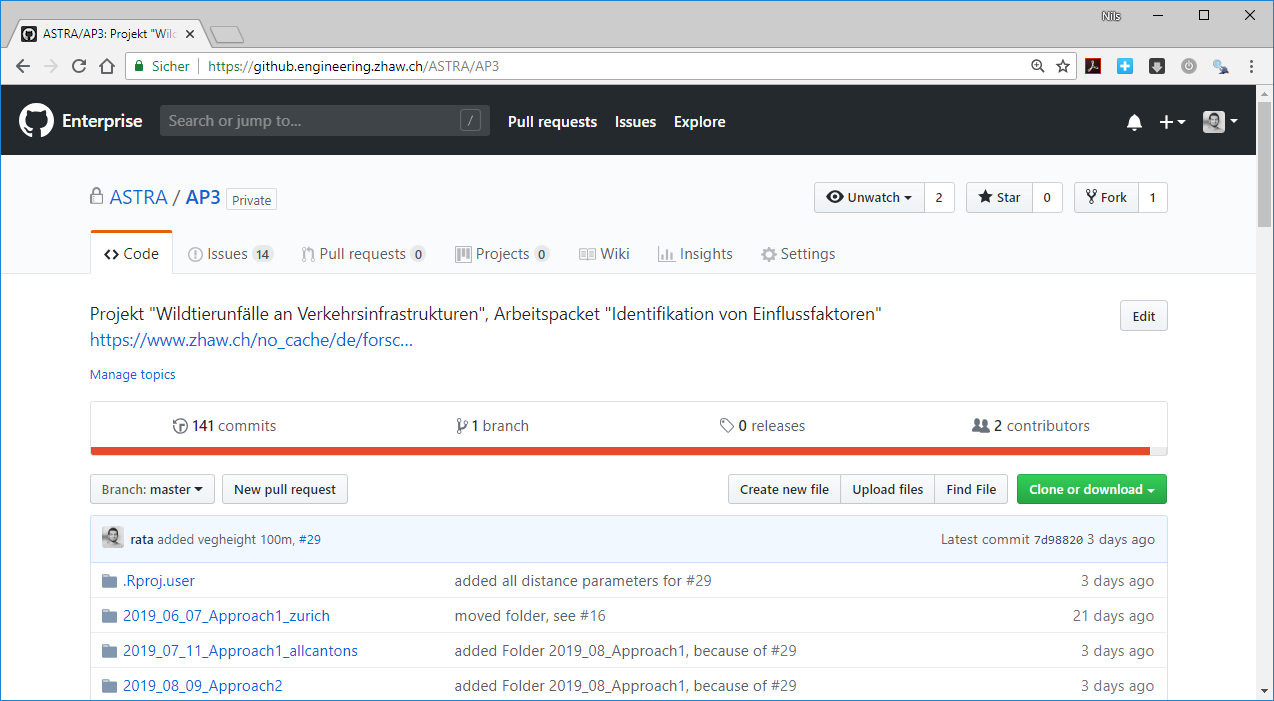 Nils
ASTRA/AP3: Projekt "Wild
Sicher https://github.engineering.zhaw.ch/ASTRA/AP3
Enterprise Search or jump to... / Pull requests Issues Explore
ASTRA / AP3 Private Unwatch 2 Star 0 Fork 1
Code Issues 14 Pull requests 0 Projects 0 Wiki Insights Settings
Projekt "Wildtierunfälle an Verkehrsinfrastrukturen", Arbeitspacket "Identifikation von Einflussfaktoren" Edit
https://www.zhaw.ch/no_cache/de/forsc...
Manage topics
141 commits 1 branch 0 releases 2 contributors
Branch: master New pull request Create new file Upload files Find File Clone or download
rata added vegheight 100m, #29 Latest commit 7d98820 3 days ago
.Rproj.user added all distance parameters for #29 3 days ago
2019_06_07_Approach1_zurich moved folder, see #16 21 days ago
2019_07_11_Approach1_allcantons added Folder 2019_08_Approach1, because of #29 3 days ago
2019_08_09_Approach2 added Folder 2019_08_Approach1, because of #29 3 days ago